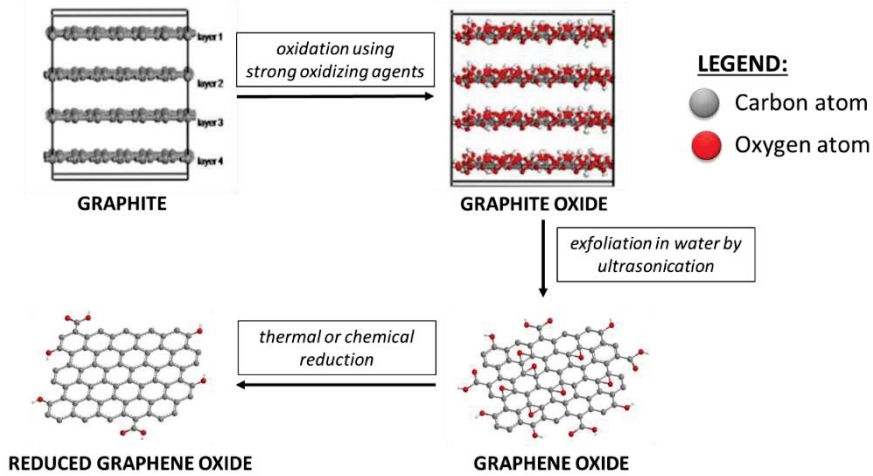 layer 1
layer 2
layer 3
layer 4
GRAPHITE
oxidation using
strong oxidizing agents
GRAPHITE OXIDE
LEGEND:
Carbon atom
Oxygen atom
exfoliation in water by
ultrasonication
GRAPHENE OXIDE
thermal or chemical
reduction
REDUCED GRAPHENE OXIDE